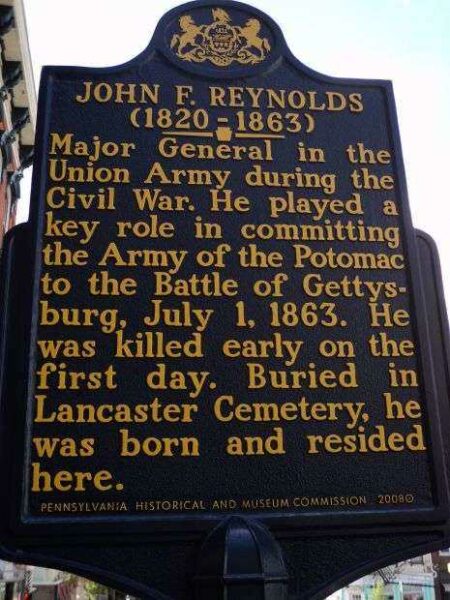 JOHN F. REYNOLDS
(1820 - 1863)
Major General in the
Union Army during the
Civil War. He played a
key role in committing
the Army of the Potomac
to the Battle of Gettys-
burg, July 1, 1863. He
was killed early on the
first day. Buried in
Lancaster Cemetery, he
was born and resided
here.
PENNSYLVANIA HISTORICAL AND MUSEUM COMMISSION 2008©